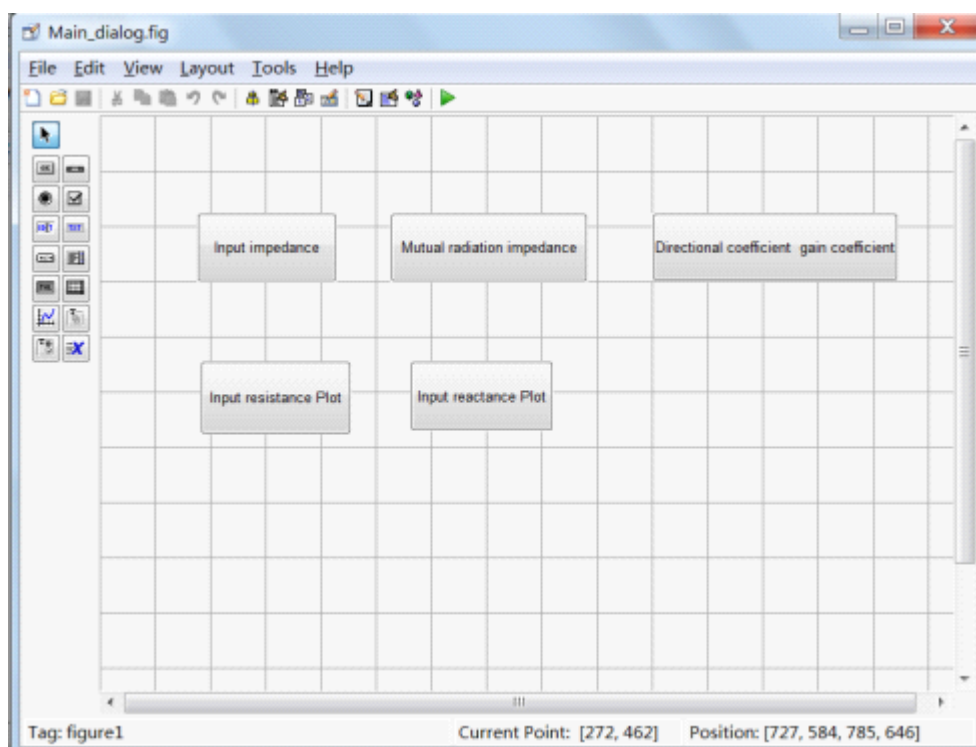 Main_dialog.fig
File Edit View Layout Tools Help
Input impedance
Mutual radiation impedance
Directional coefficient gain coefficient
Input resistance Plot
Input reactance Plot
Tag: figure1
Current Point: [272, 462]
Position: [727, 584, 785, 646]